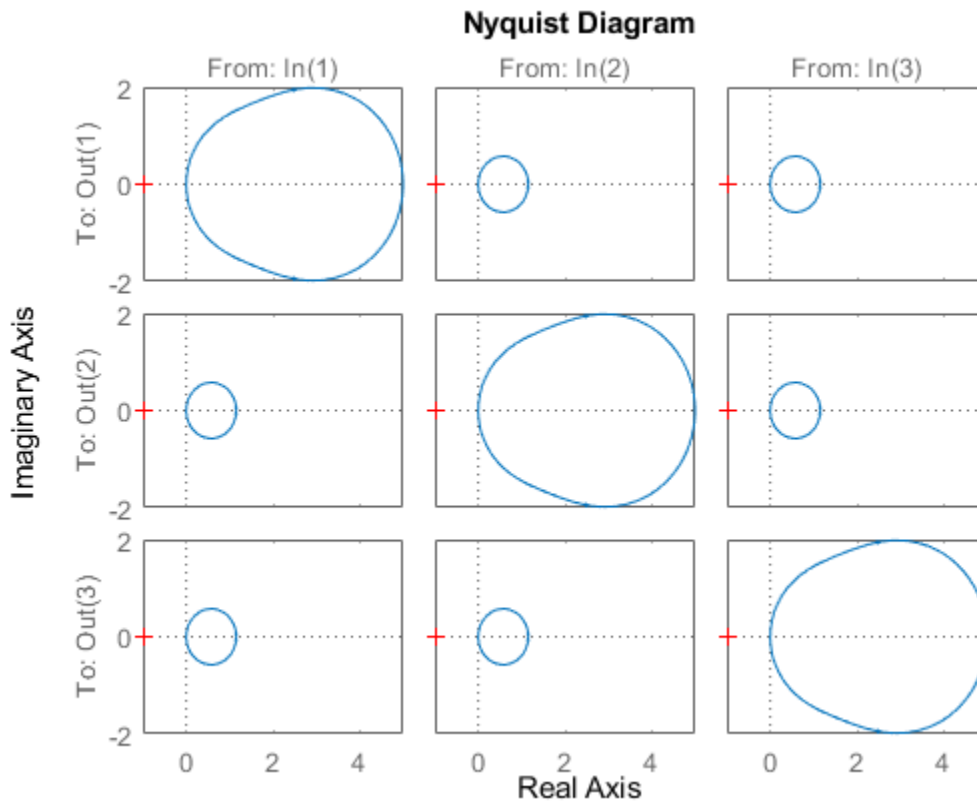 Nyquist Diagram
From: In(1) From: In(2) From: In(3)
To: Out(1)
2
0
-2
To: Out(2)
2
0
-2
To: Out(3)
2
0
-2
Imaginary Axis
0 2 4 0 2 4 0 2 4
Real Axis